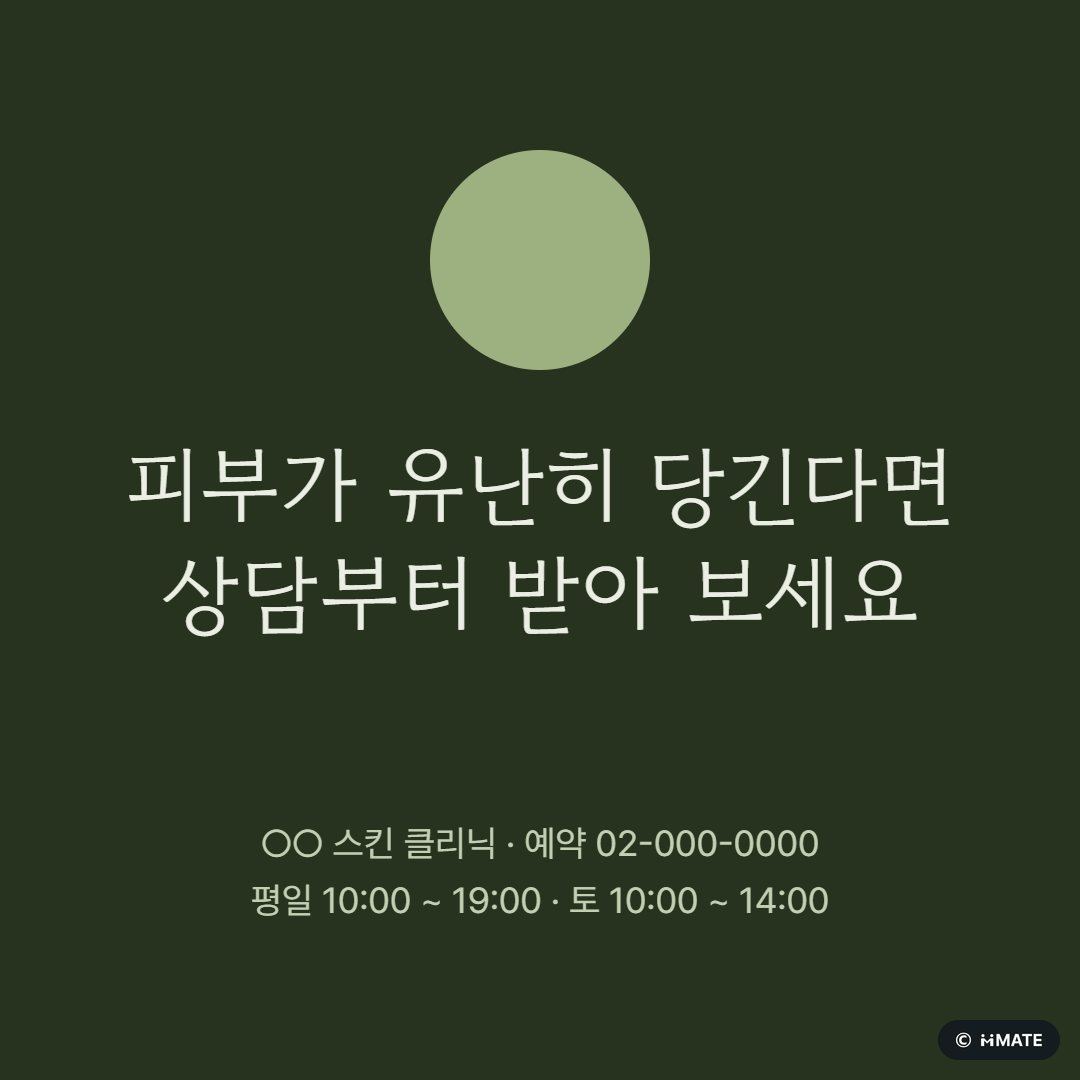 피부가 유난히 당긴다면
상담부터 받아 보세요
○○ 스킨 클리닉 · 예약 02-000-0000
평일 10:00 ~ 19:00 · 토 10:00 ~ 14:00
© MMATE